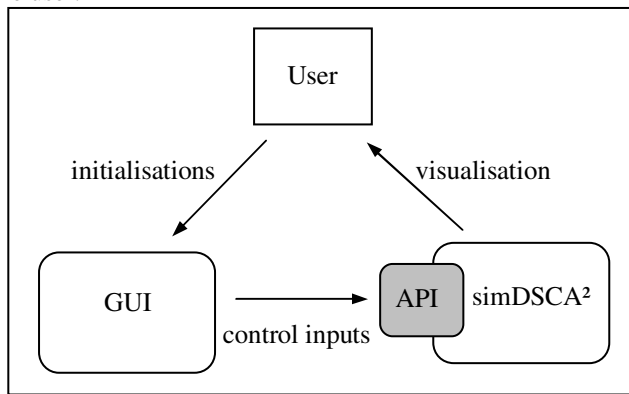 User
initialisations
visualisation
GUI
API
simDSCA²
control inputs